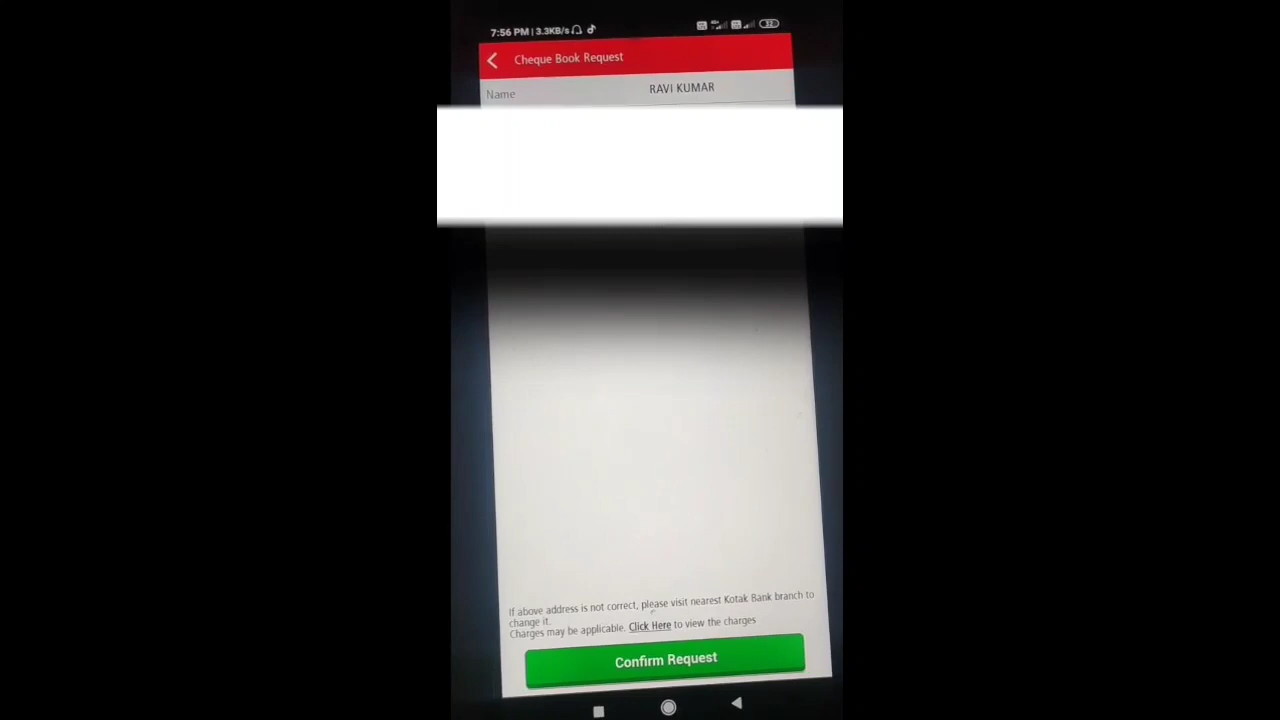 7:56 PM | 3.3KB/s
32
Cheque Book Request
Name RAVI KUMAR
If above address is not correct, please visit nearest Kotak Bank branch to
change it.
Charges may be applicable. Click Here to view the charges
Confirm Request